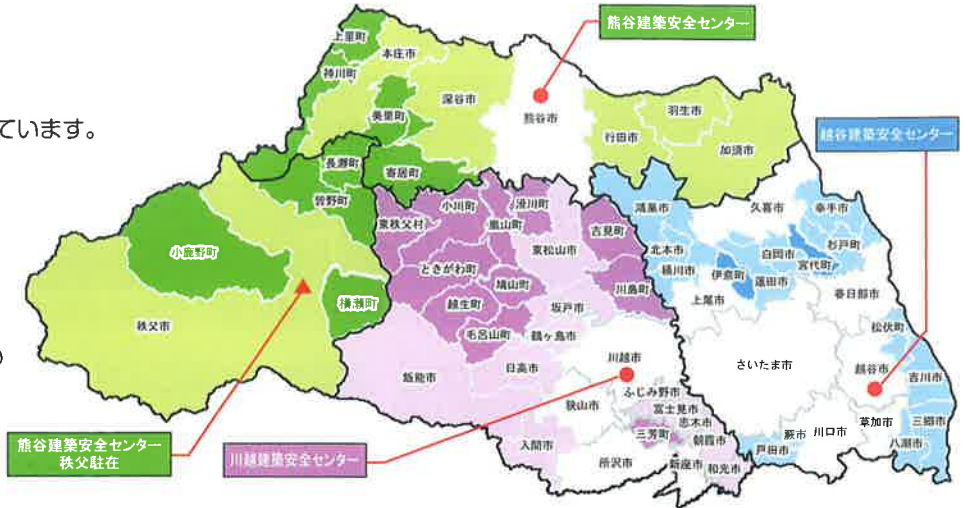 ています。
熊谷建築安全センター
越谷建築安全センター
熊谷建築安全センター
秩父駐在
川越建築安全センター
上里町
本庄市
神川町
美里町
深谷市
熊谷市
行田市
羽生市
加須市
長瀞町
寄居町
皆野町
小鹿野町
秩父市
横瀬町
東秩父村
小川町
嵐山町
滑川町
吉見町
東松山市
ときがわ町
鳩山町
川島町
越生町
坂戸市
毛呂山町
鶴ヶ島市
飯能市
日高市
川越市
狭山市
ふじみ野市
富士見市
志木市
三芳町
朝霞市
入間市
所沢市
新座市
和光市
鴻巣市
久喜市
幸手市
北本市
白岡市
杉戸町
宮代町
桶川市
伊奈町
蓮田市
上尾市
春日部市
松伏町
さいたま市
越谷市
吉川市
草加市
三郷市
蕨市
川口市
戸田市
八潮市
)